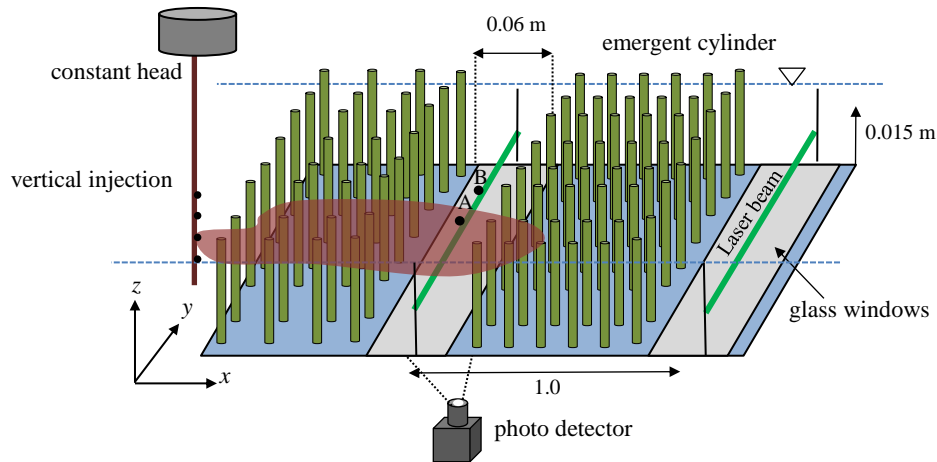 0.06 m
emergent cylinder
constant head
0.015 m
vertical injection
B
A
Laser beam
z
y
glass windows
x
1.0
photo detector